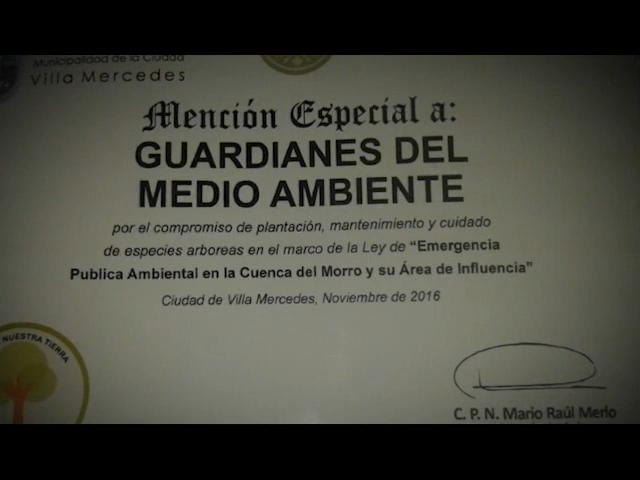 Municipalidad de la Ciudad
Villa Mercedes
Mención Especial a:
GUARDIANES DEL
MEDIO AMBIENTE
por el compromiso de plantación, mantenimiento y cuidado
de especies arboreas en el marco de la Ley de “Emergencia
Publica Ambiental en la Cuenca del Morro y su Área de Influencia”
Ciudad de Villa Mercedes, Noviembre de 2016
NUESTRA TIERRA
C. P. N. Mario Raúl Merlo